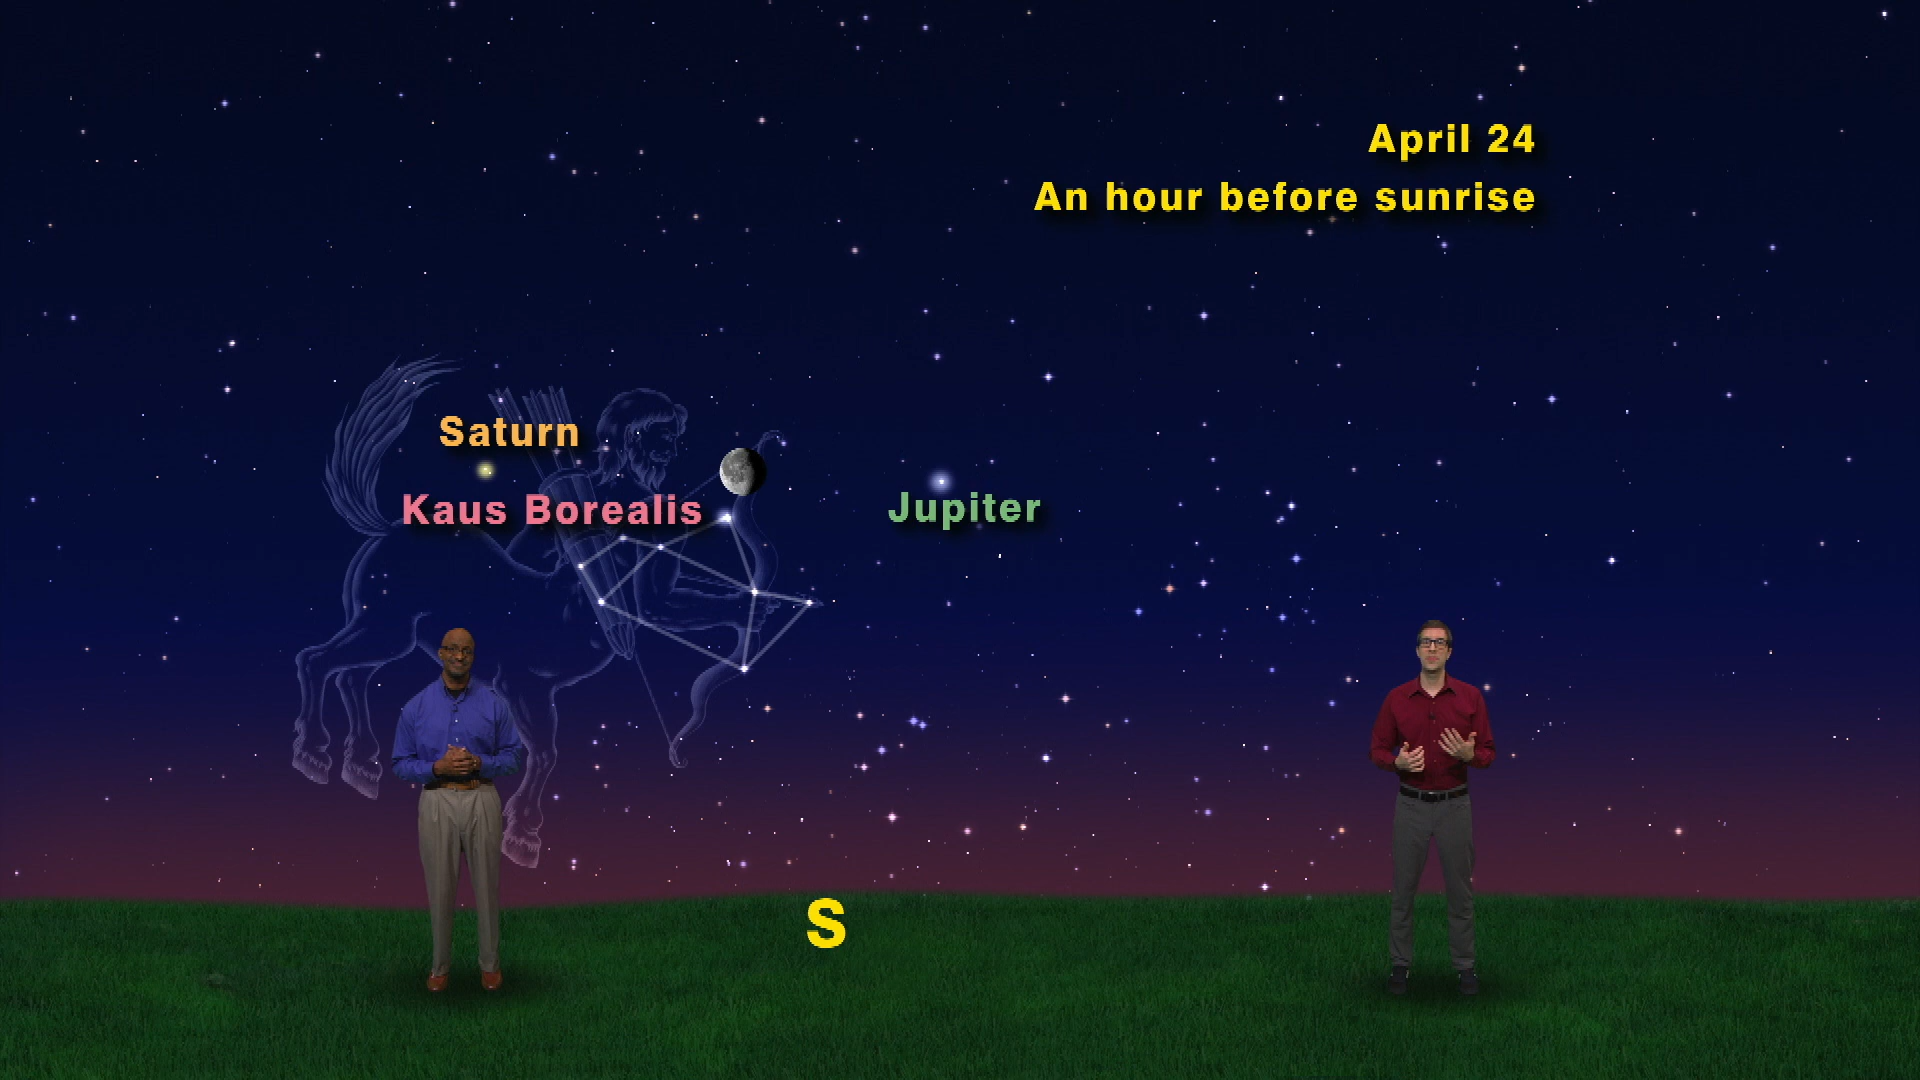 April 24
An hour before sunrise
Saturn
Kaus Borealis
Jupiter
S